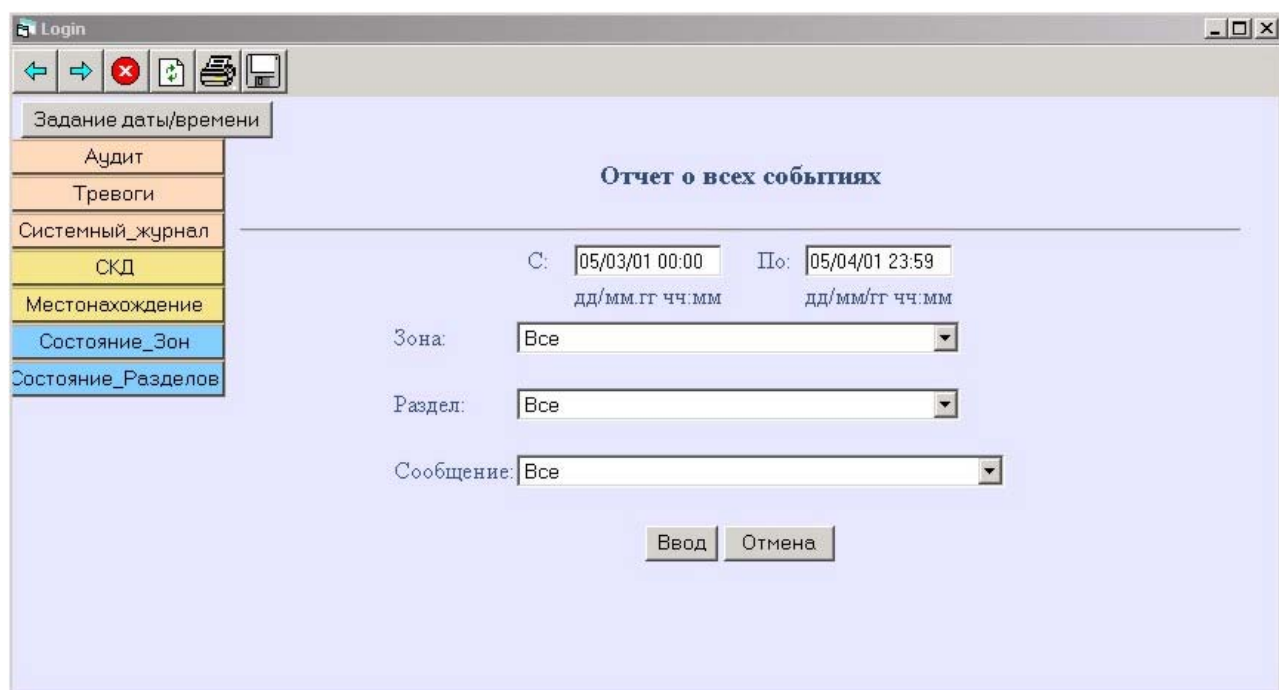 Login
Задание даты/времени
Аудит
Тревоги
Системный_журнал
СКД
Местонахождение
Состояние_Зон
Состояние_Разделов
Отчет о всех событиях
С: 05/03/01 00:00 По: 05/04/01 23:59
дд/мм.гг чч:мм дд/мм/гг чч:мм
Зона: Все
Раздел: Все
Сообщение: Все
Ввод Отмена